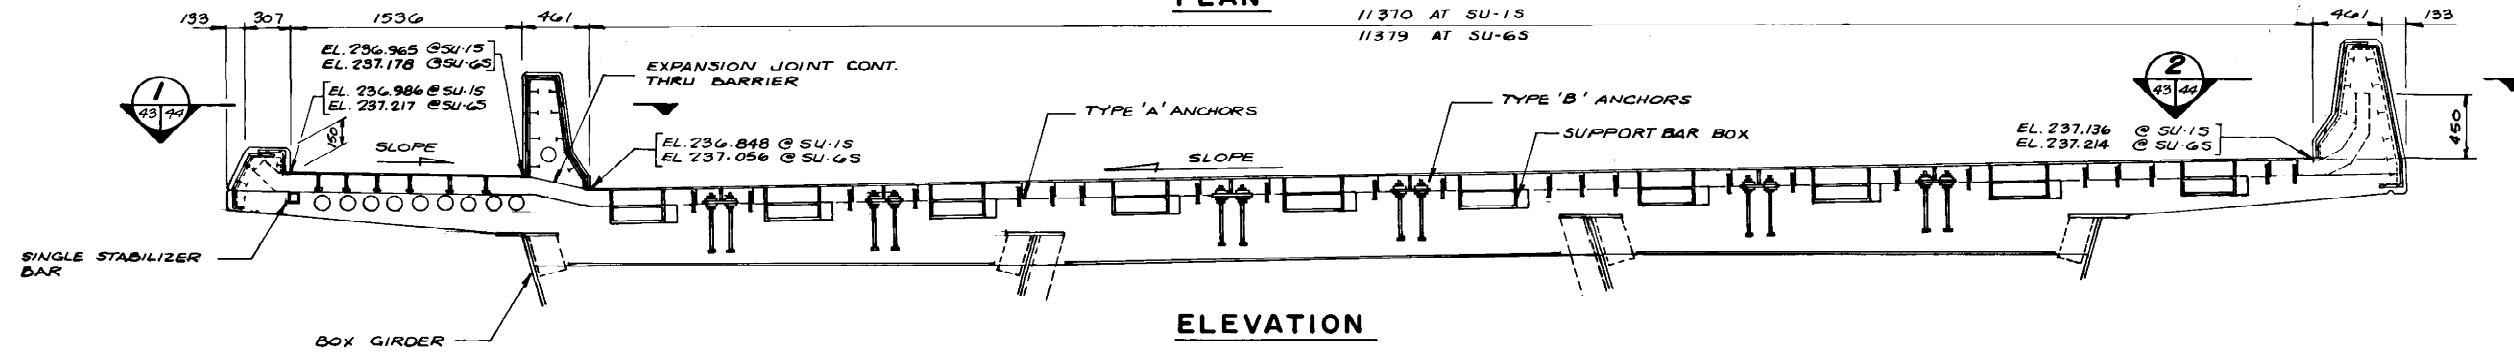 PLAN
133 307 1536 461 11370 AT SU-1S 461 133
11379 AT SU-6S
EL. 236.965 @ SU-1S
EL. 237.178 @ SU-6S
EL. 236.986 @ SU-1S
EL. 237.217 @ SU-6S
EXPANSION JOINT CONT.
THRU BARRIER
1
43 44
2
43 44
TYPE 'A' ANCHORS
TYPE 'B' ANCHORS
SUPPORT BAR BOX
150
SLOPE
EL. 236.848 @ SU-1S
EL 237.056 @ SU-6S
SLOPE
EL. 237.136 @ SU-1S
EL. 237.214 @ SU-6S
450
SINGLE STABILIZER
BAR
BOX GIRDER
ELEVATION